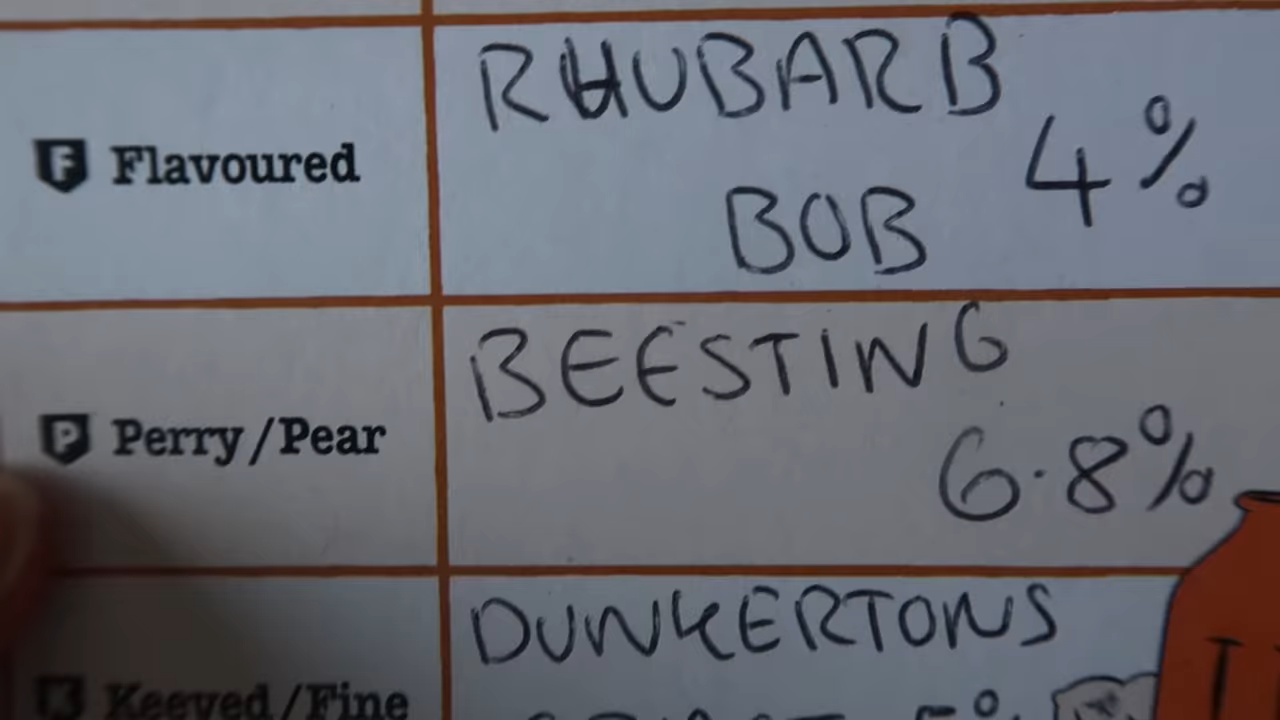 F Flavoured
RHUBARB
BOB 4%
P Perry/Pear
BEESTING
6.8%
K Keeved/Fine
DUNKERTONS